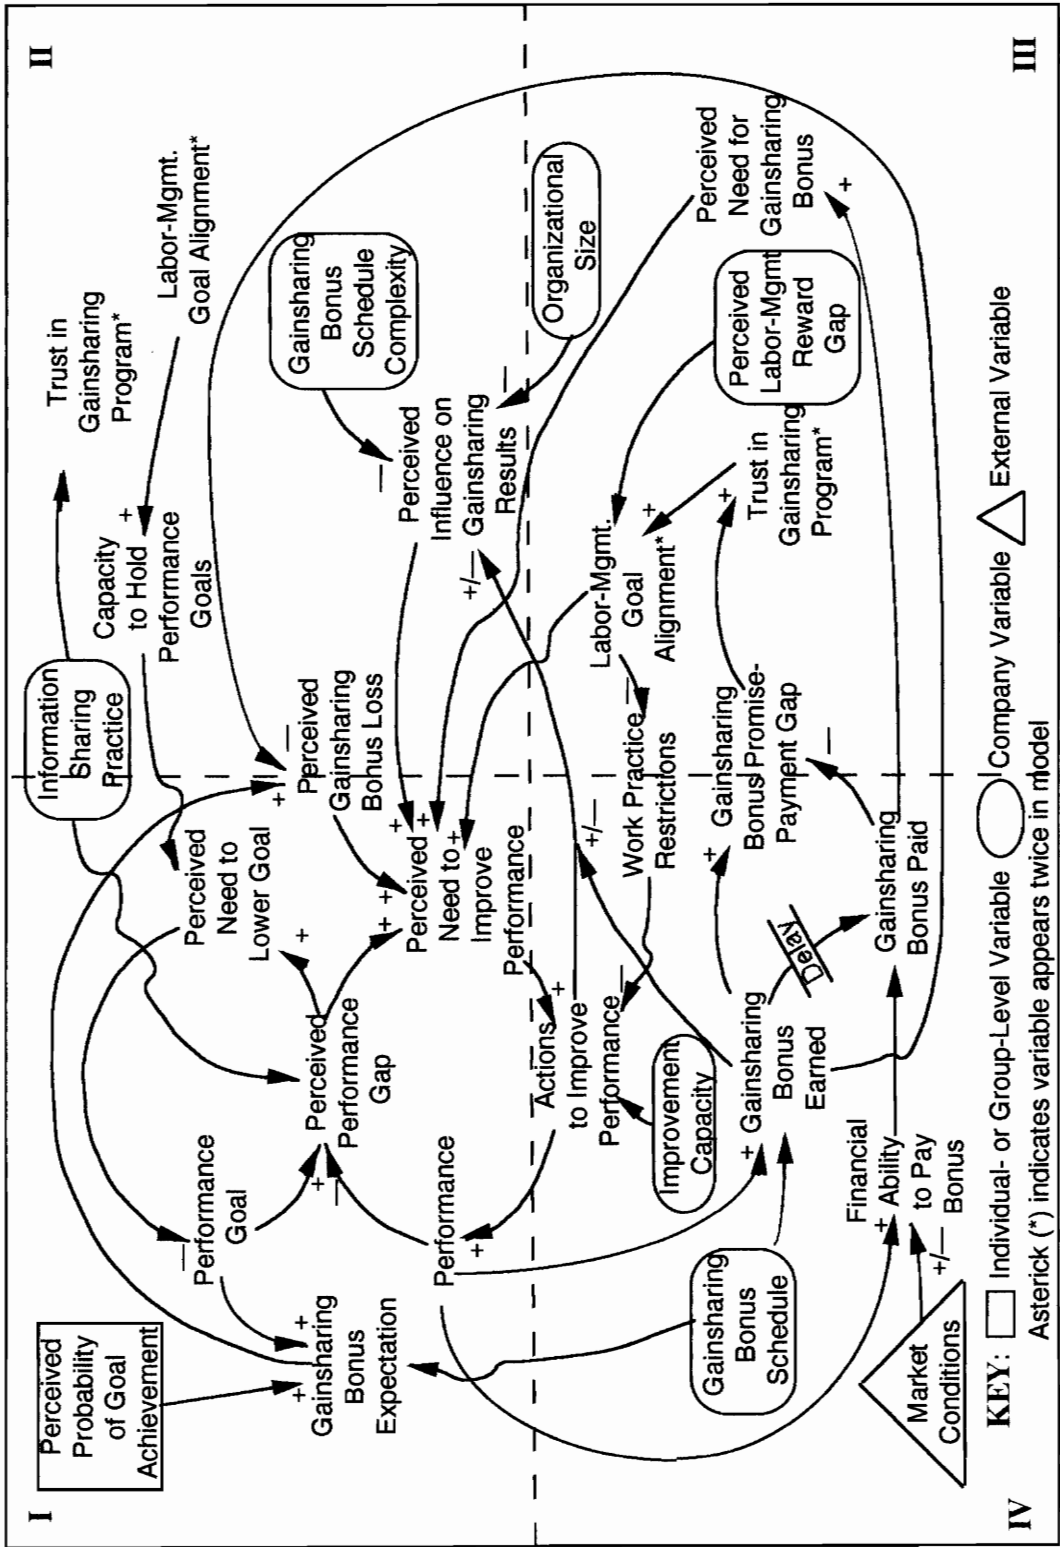 I
II
Perceived
Probability
of Goal
Achievement
Information
Sharing
Practice
Trust in
Gainsharing
Program*
Labor-Mgmt.
Goal Alignment*
Capacity
to Hold
Performance
Goals
+
Perceived
Need to
Lower Goal
+
—
Performance
Goal
+
—
Perceived
Performance
Gap
+
+
Gainsharing
Bonus
Expectation
+
—
Perceived
Gainsharing
Bonus Loss
Gainsharing
Bonus
Schedule
Complexity
—
Perceived
Influence on
Gainsharing
Results
+/—
—
+
+
+
+
+
Perceived
Need to
Improve
Performance
Performance
+
Organizational
Size
Actions
to Improve
Performance
+
—
+/—
Improvement
Capacity
Labor-Mgmt.
Goal
Alignment*
+
—
Work Practice
Restrictions
Perceived
Need for
Gainsharing
Bonus
+
Perceived
Labor-Mgmt
Reward
Gap
Trust in
Gainsharing
Program*
+
Gainsharing
Bonus Promise-
Payment Gap
+
—
Gainsharing
Bonus
Earned
+
Delay
Gainsharing
Bonus
Schedule
Gainsharing
Bonus Paid
Financial
Ability
to Pay
Bonus
+
+/—
Market
Conditions
IV
III
KEY: Individual- or Group-Level Variable Company Variable External Variable
Asterick (*) indicates variable appears twice in model